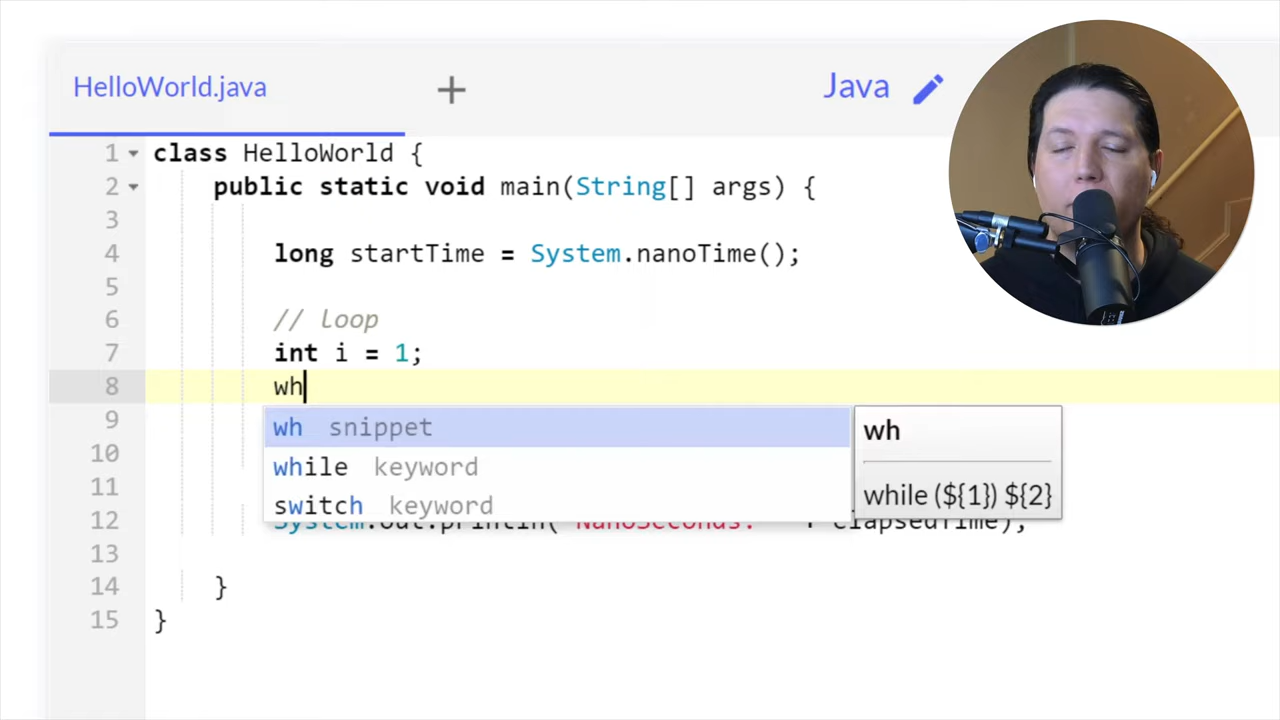 HelloWorld.java + Java
1 class HelloWorld {
2 public static void main(String[] args) {
3
4 long startTime = System.nanoTime();
5
6 // Loop
7 int i = 1;
8 wh
9 wh snippet
10 while keyword
11 switch keyword
wh
while (${1}) ${2}
12 System.out.println("NanoSeconds: " + elapsedTime);
13
14 }
15 }